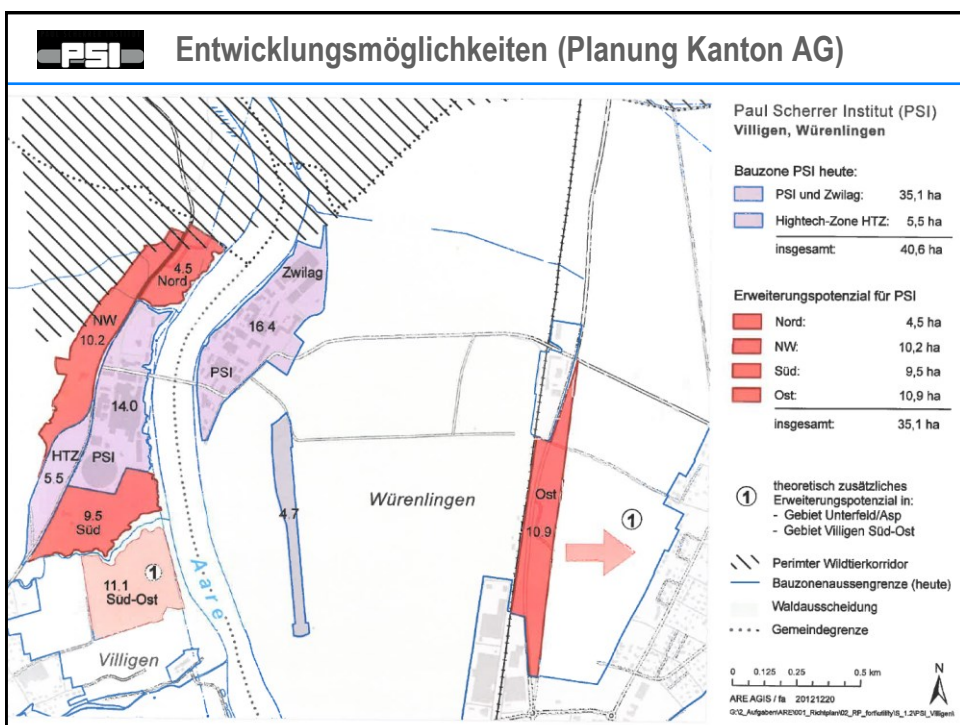 PSI
Entwicklungsmöglichkeiten (Planung Kanton AG)
Paul Scherrer Institut (PSI)
Villigen, Würenlingen
Bauzone PSI heute:
PSI und Zwilag: 35,1 ha
Hightech-Zone HTZ: 5,5 ha
insgesamt: 40,6 ha
Erweiterungspotenzial für PSI
Nord: 4,5 ha
NW: 10,2 ha
Süd: 9,5 ha
Ost: 10,9 ha
insgesamt: 35,1 ha
1 theoretisch zusätzliches
Erweiterungspotenzial in:
- Gebiet Unterfeld/Asp
- Gebiet Villigen Süd-Ost
Perimter Wildtierkorridor
Bauzonenaussengrenze (heute)
Waldausscheidung
Gemeindegrenze
0 0.125 0.25 0.5 km
N
ARE AGIS / fa 20121220
4.5
Nord
NW
10.2
Zwilag
16.4
PSI
14.0
HTZ
PSI
5.5
9.5
Süd
11.1
Süd-Ost
1
Villigen
Aare
4.7
Würenlingen
Ost
10.9
1